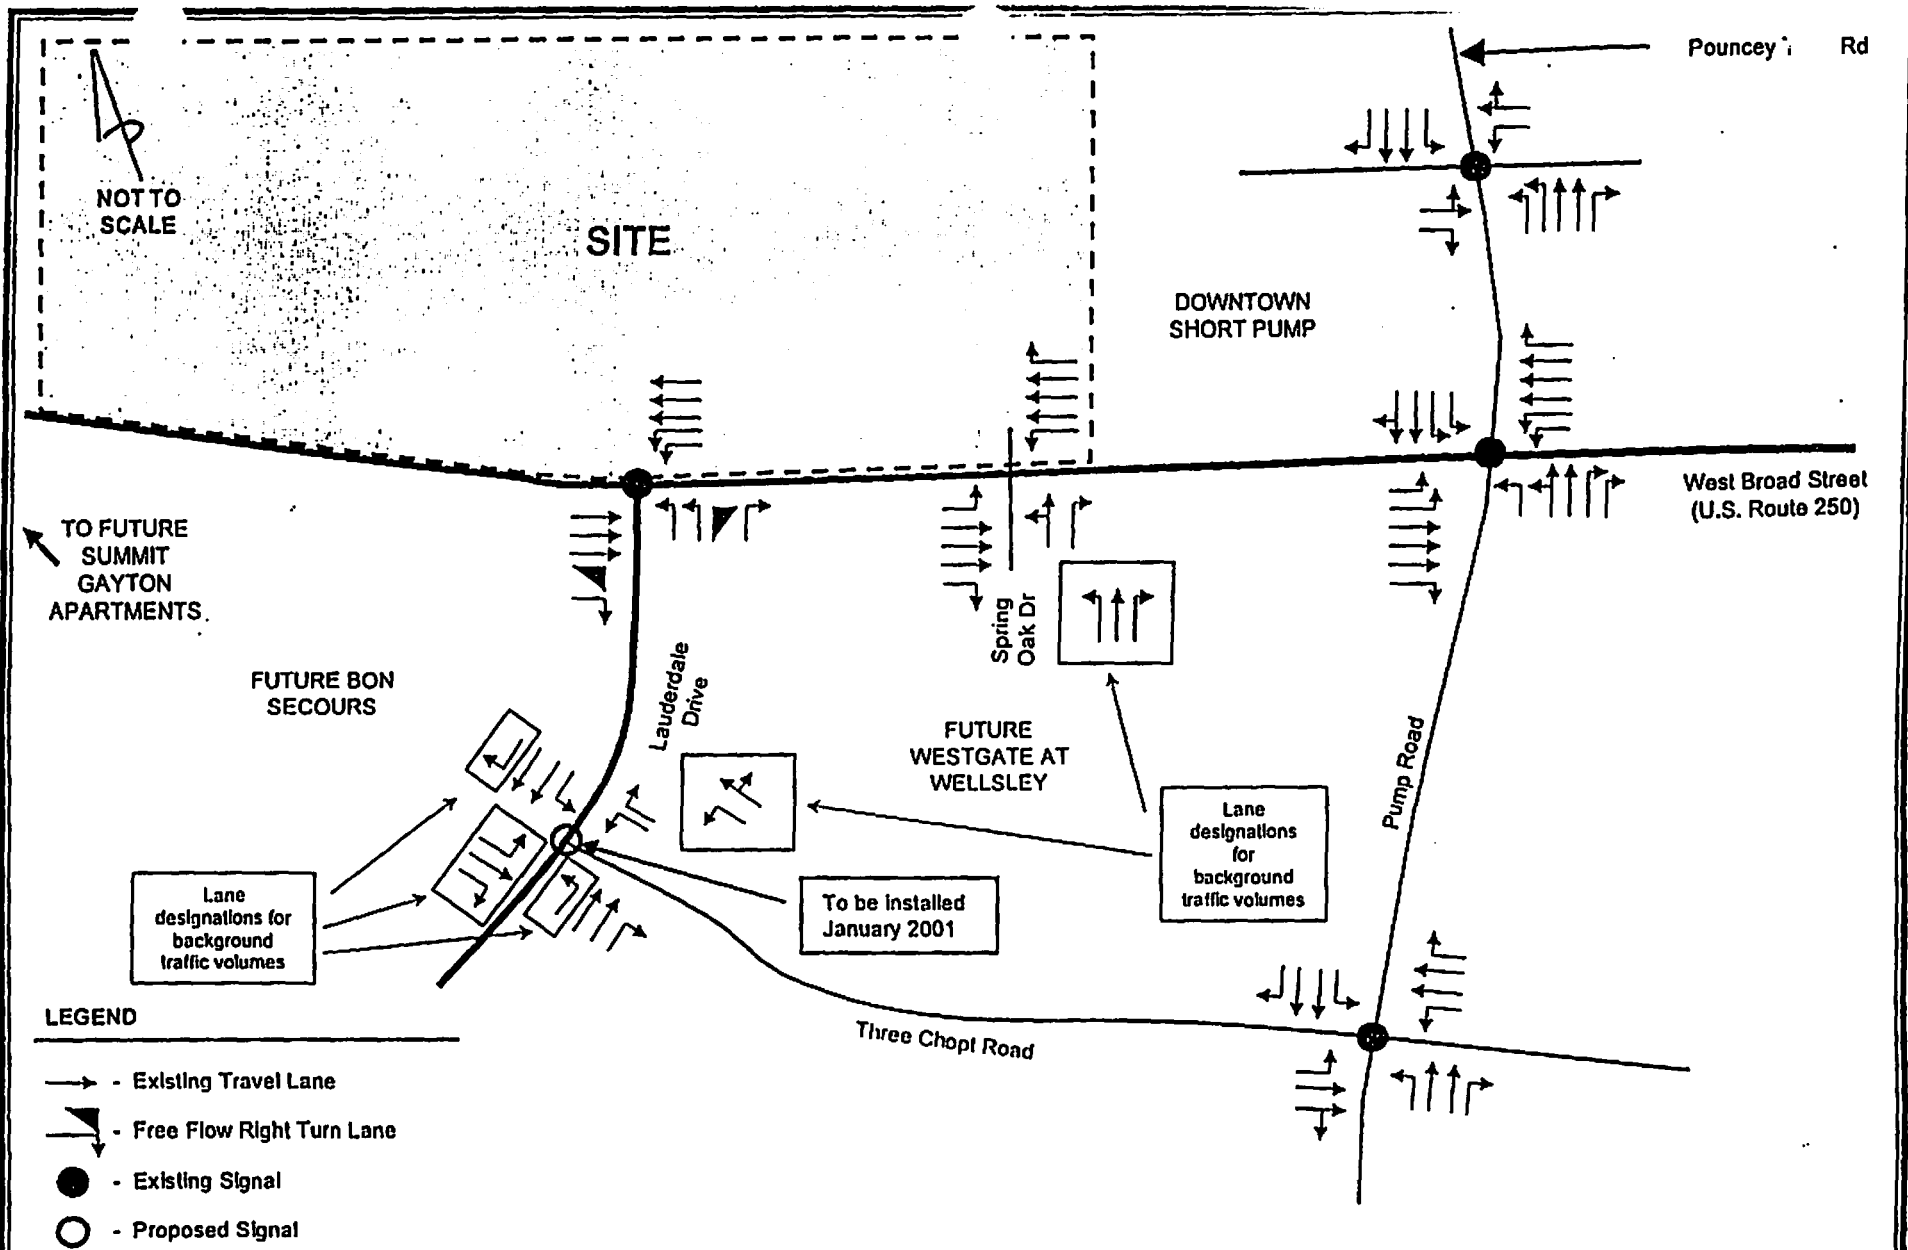 Pouncey Rd
NOT TO
SCALE
SITE
DOWNTOWN
SHORT PUMP
West Broad Street
(U.S. Route 250)
TO FUTURE
SUMMIT
GAYTON
APARTMENTS
Spring
Oak Dr
FUTURE BON
SECOURS
Lauderdale
Drive
FUTURE
WESTGATE AT
WELLSLEY
Pump Road
Lane
designations
for
background
traffic volumes
Lane
designations for
background
traffic volumes
To be installed
January 2001
Three Chopt Road
LEGEND
- Existing Travel Lane
- Free Flow Right Turn Lane
- Existing Signal
- Proposed Signal